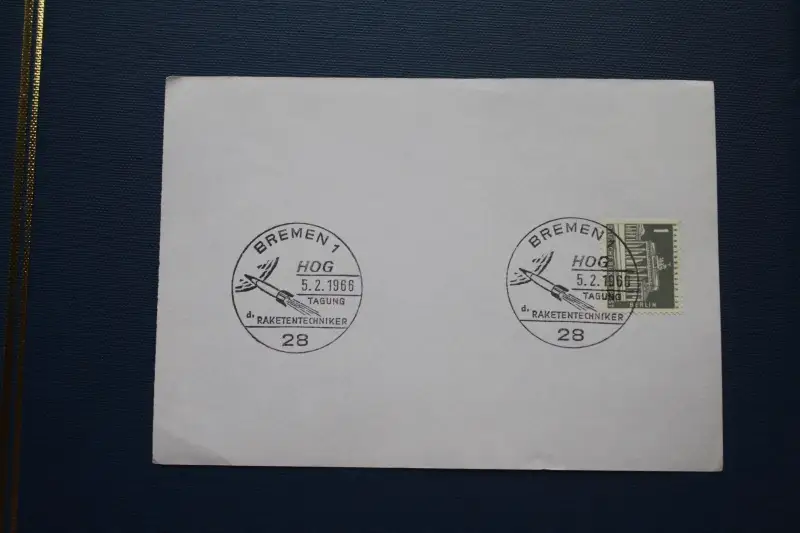 BREMEN 1
HOG
5.2.1966
TAGUNG
d. RAKETENTECHNIKER
28
BREMEN
HOG
5.2.1966
TAGUNG
d. RAKETENTECHNIKER
28
1
BERLIN